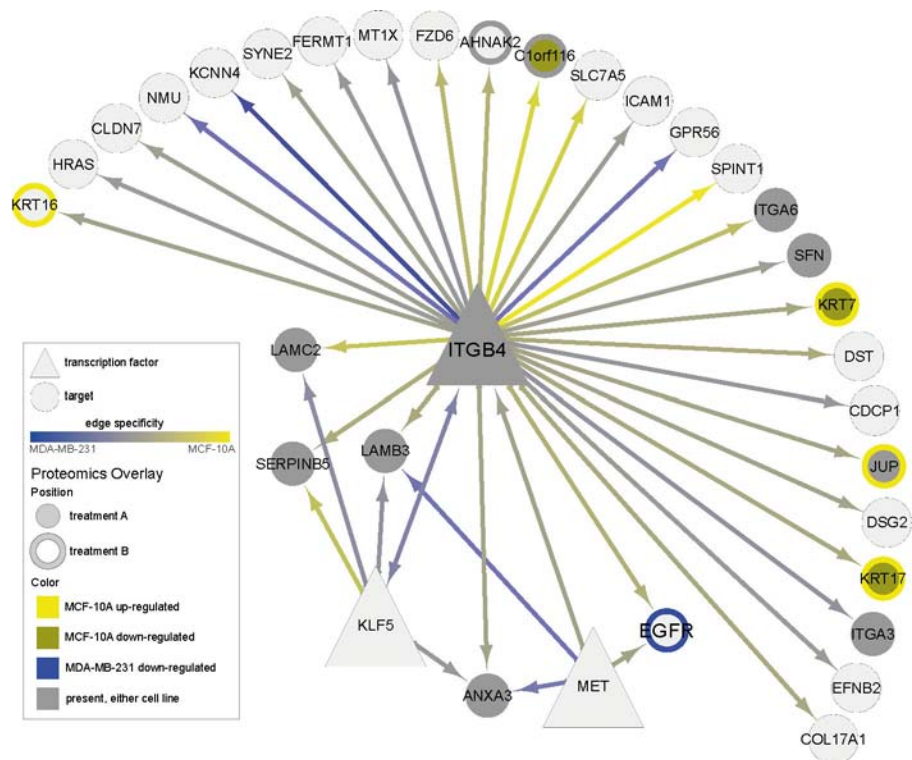 MT1X
FZD6
FERMT1
AHNAK2
SYNE2
C1orf116
KCNN4
SLC7A5
NMU
ICAM1
CLDN7
GPR56
HRAS
SPINT1
KRT16
ITGA6
SFN
KRT7
LAMC2
ITGB4
DST
CDCP1
SERPINB5
LAMB3
JUP
DSG2
KRT17
KLF5
EGFR
ITGA3
ANXA3
MET
EFNB2
COL17A1
transcription factor
target
edge specificity
MDA-MB-231
MCF-10A
Proteomics Overlay
Position
treatment A
treatment B
Color
MCF-10A up-regulated
MCF-10A down-regulated
MDA-MB-231 down-regulated
present, either cell line